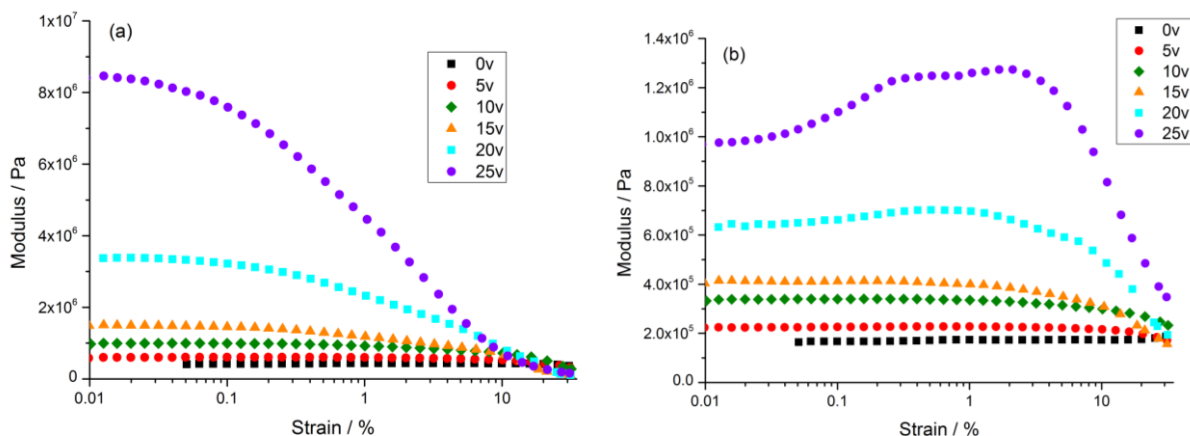 (a)
1x10⁷
8x10⁶
6x10⁶
4x10⁶
2x10⁶
0
Modulus / Pa
0.01 0.1 1 10
Strain / %
0v
5v
10v
15v
20v
25v
(b)
1.4x10⁶
1.2x10⁶
1.0x10⁶
8.0x10⁵
6.0x10⁵
4.0x10⁵
2.0x10⁵
0.0
Modulus / Pa
0.01 0.1 1 10
Strain / %
0v
5v
10v
15v
20v
25v